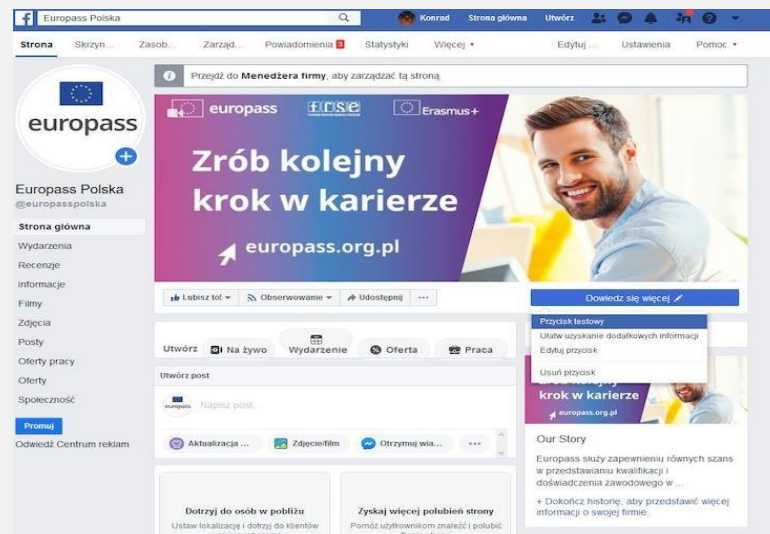 Europass Polska
Konrad Strona główna Utwórz
Strona Skrzyn... Zasob... Zarząd... Powiadomienia 3 Statystyki Więcej Edytuj ... Ustawienia Pomoc
Przejdź do Menedżera firmy, aby zarządzać tą stroną.
europass
Europass Polska
@europasspolska
Strona główna
Wydarzenia
Recenzje
Informacje
Filmy
Zdjęcia
Posty
Oferty pracy
Oferty
Społeczność
Promuj
Odwiedź Centrum reklam
europass FRSE Erasmus+
Zrób kolejny
krok w karierze
europass.org.pl
Lubisz to! Obserwowanie Udostępnij ...
Dowiedz się więcej
Przycisk testowy
Ułatw uzyskanie dodatkowych informacji
Edytuj przycisk
Usuń przycisk
Utwórz Na żywo Wydarzenie Oferta Praca
Utwórz post
europass Napisz post...
Aktualizacja ... Zdjęcie/film Otrzymuj wia... ...
Dotrzyj do osób w pobliżu
Ustaw lokalizację i dotrzyj do klientów
Zyskaj więcej polubień strony
Pomóż użytkownikom znaleźć i polubić
krok w karierze
europass.org.pl
Our Story
Europass służy zapewnieniu równych szans
w przedstawianiu kwalifikacji i
doświadczenia zawodowego w ...
+ Dokończ historię, aby przedstawić więcej
informacji o swojej firmie.